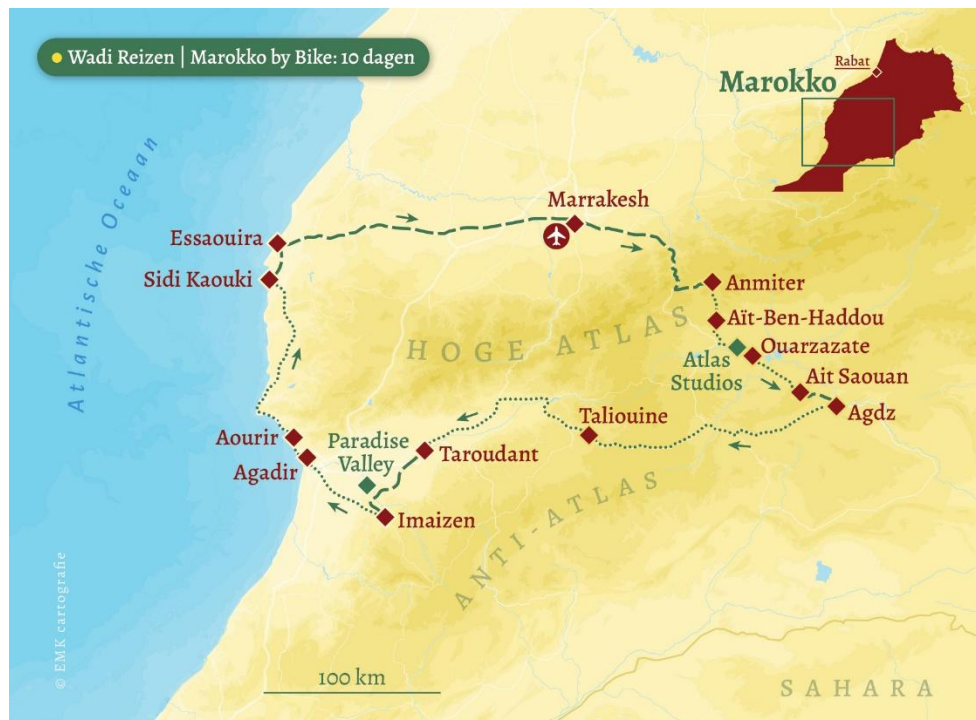 Wadi Reizen | Marokko by Bike: 10 dagen
Rabat
Marokko
Atlantische Oceaan
Marrakesh
Essaouira
Sidi Kaouki
Anmiter
Aït-Ben-Haddou
HOGE ATLAS
Ouarzazate
Atlas
Studios
Ait Saouan
Agdz
Taliouine
Aourir
Paradise
Valley
Taroudant
Agadir
Imaizen
ANTI-ATLAS
© EMK cartografie
100 km
SAHARA